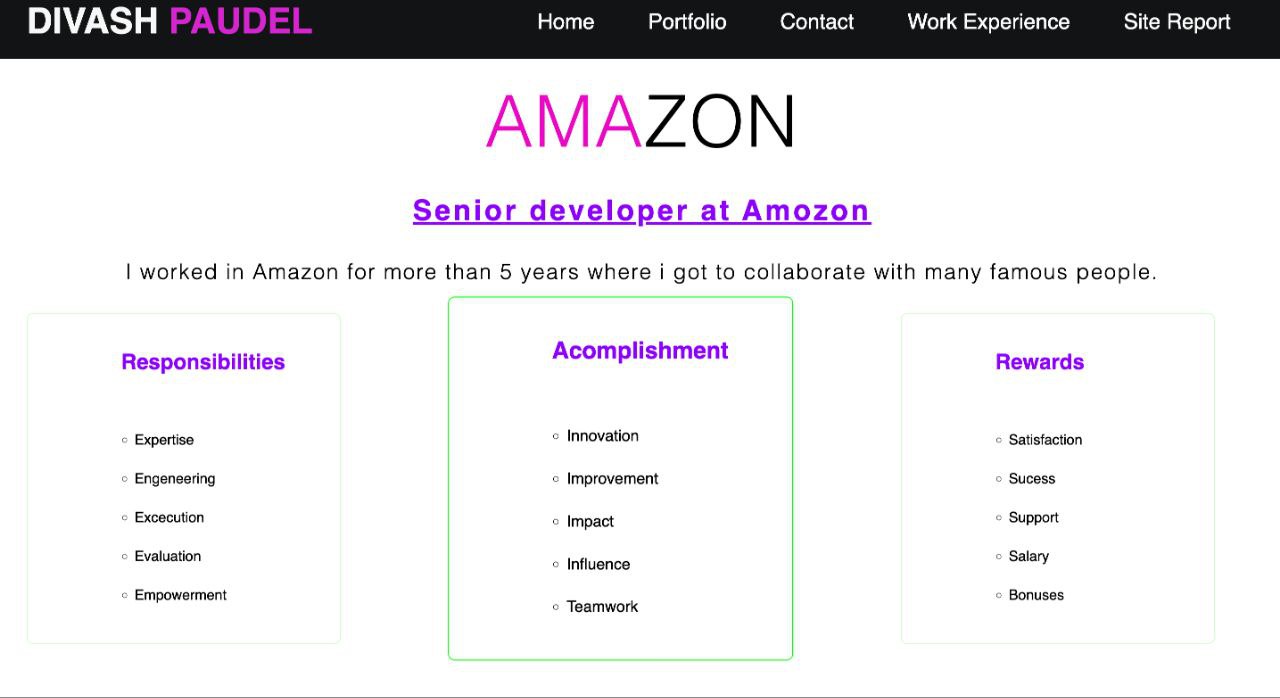 DIVASH PAUDEL Home Portfolio Contact Work Experience Site Report
AMAZON
Senior developer at Amozon
I worked in Amazon for more than 5 years where i got to collaborate with many famous people.
Responsibilities
Expertise
Engeneering
Excecution
Evaluation
Empowerment
Acomplishment
Innovation
Improvement
Impact
Influence
Teamwork
Rewards
Satisfaction
Sucess
Support
Salary
Bonuses